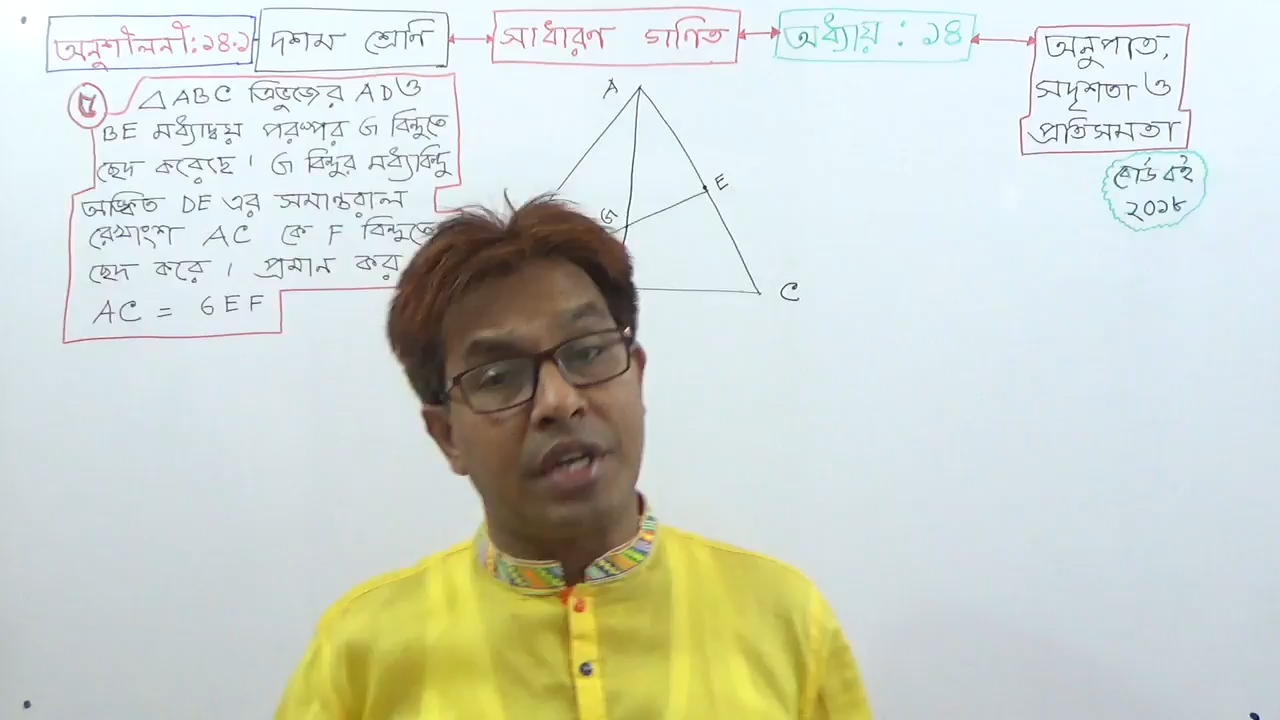 অনুশীলনী: ১৪.১
দশম শ্রেণি
সাধারণ গণিত
অধ্যায় : ১৪
অনুপাত,
সদৃশতা ও
প্রতিসমতা
বোর্ড বই
২০১৮
△ABC ত্রিভুজের AD ও
BE মধ্যমাদ্বয় পরস্পর G বিন্দুতে
ছেদ করেছে। G বিন্দুর মধ্যবিন্দু
অঙ্কিত DE এর সমান্তরাল
রেখাংশ AC কে F বিন্দুতে
ছেদ করে। প্রমান কর
AC = 6EF
A
E
G
C